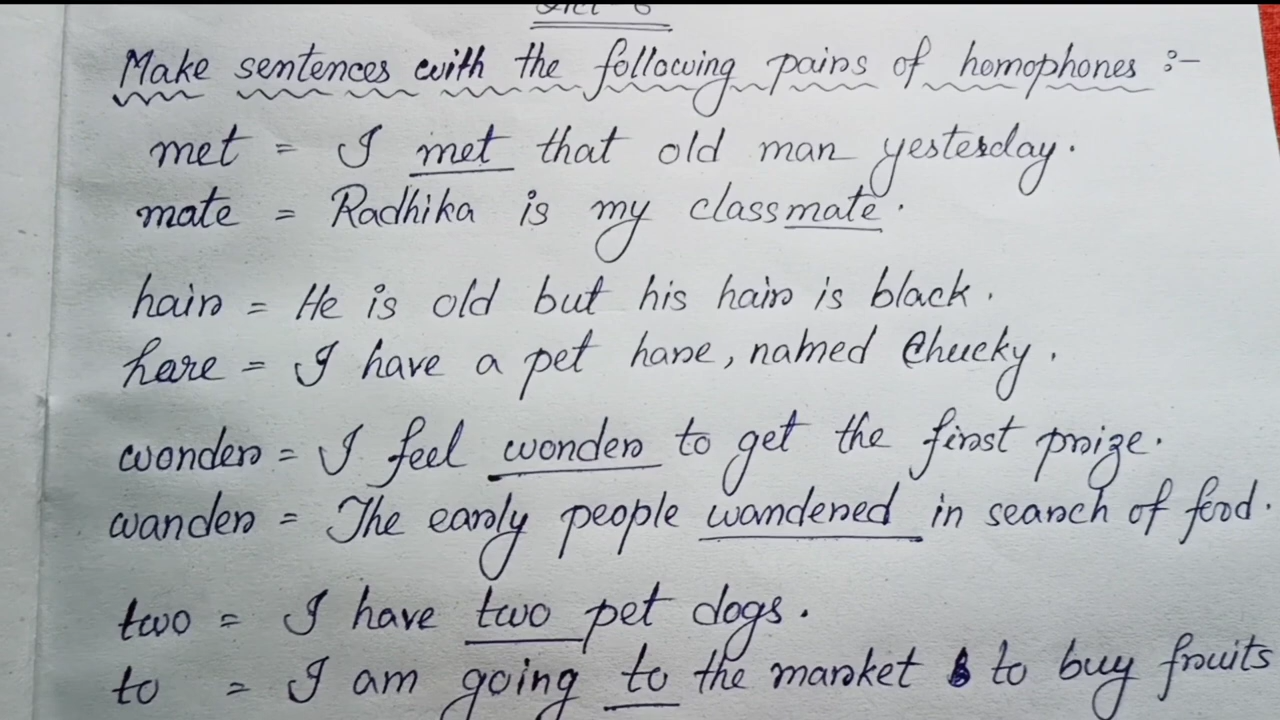 Make sentences with the following pairs of homophones :-
met = I met that old man yesterday.
mate = Radhika is my classmate.
hair = He is old but his hair is black.
hare = I have a pet hare, named Chucky.
wonder = I feel wonder to get the first prize.
wander = The early people wandered in search of food.
two = I have two pet dogs.
to = I am going to the market to buy fruits